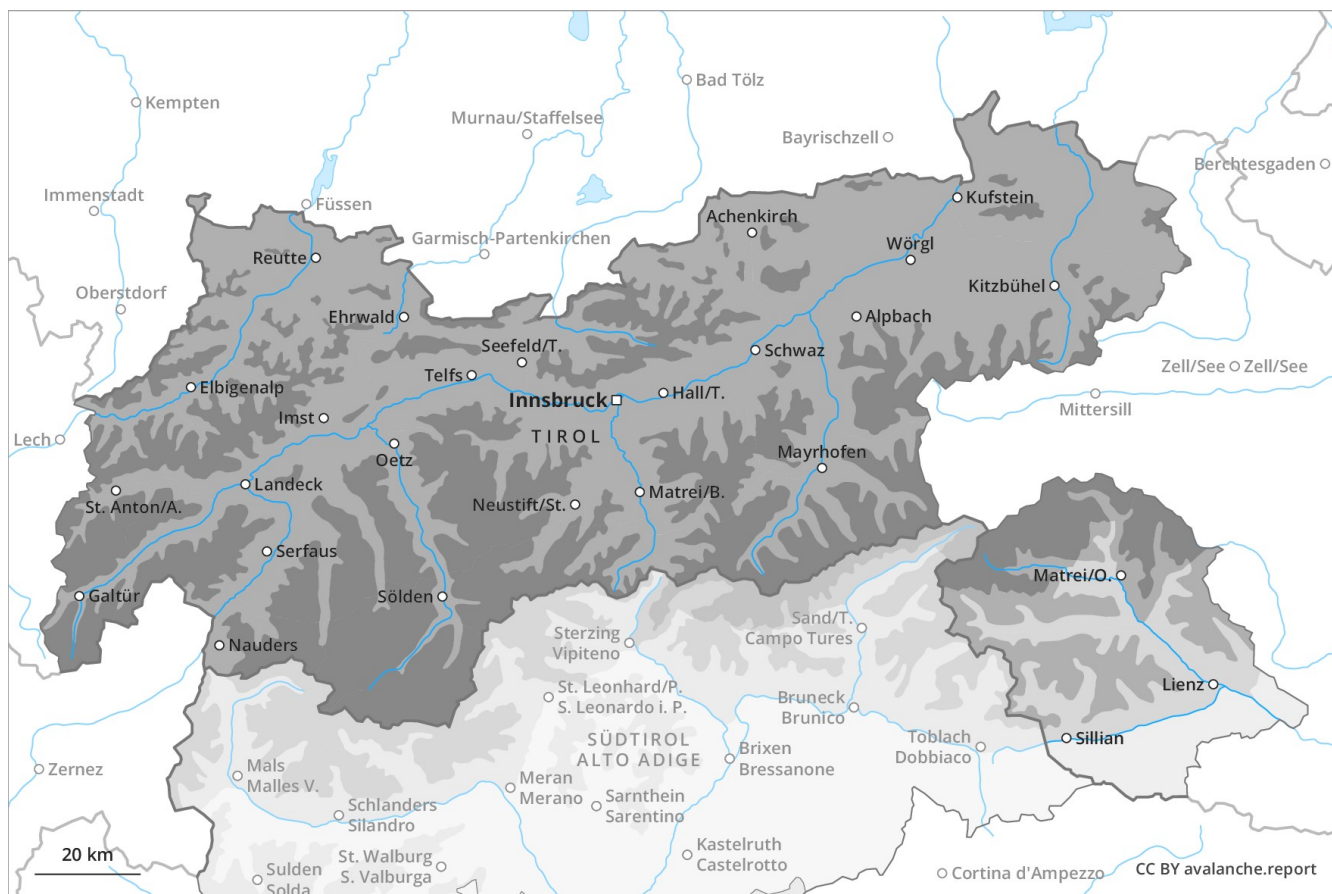 Bad Tölz
Kempten
Murnau/Staffelsee
Bayrischzell
Berchtesgaden
Immenstadt
Füssen
Kufstein
Achenkirch
Garmisch-Partenkirchen
Wörgl
Reutte
Oberstdorf
Kitzbühel
Ehrwald
Alpbach
Seefeld/T.
Schwaz
Telfs
Zell/See
Zell/See
Elbigenalp
Hall/T.
Innsbruck
Mittersill
Imst
TIROL
Lech
Oetz
Mayrhofen
Landeck
St. Anton/A.
Neustift/St.
Matrei/B.
Serfaus
Matrei/O.
Galtür
Sölden
Sand/T.
Campo Tures
Sterzing
Vipiteno
Nauders
Lienz
St. Leonhard/P.
S. Leonardo i. P.
Bruneck
Brunico
SÜDTIROL
ALTO ADIGE
Toblach
Dobbiaco
Sillian
Brixen
Bressanone
Zernez
Mals
Malles V.
Meran
Merano
Sarnthein
Sarentino
Schlanders
Silandro
Kastelruth
Castelrotto
20 km
St. Walburg
S. Valburga
Sulden
Solda
Cortina d'Ampezzo
CC BY avalanche.report